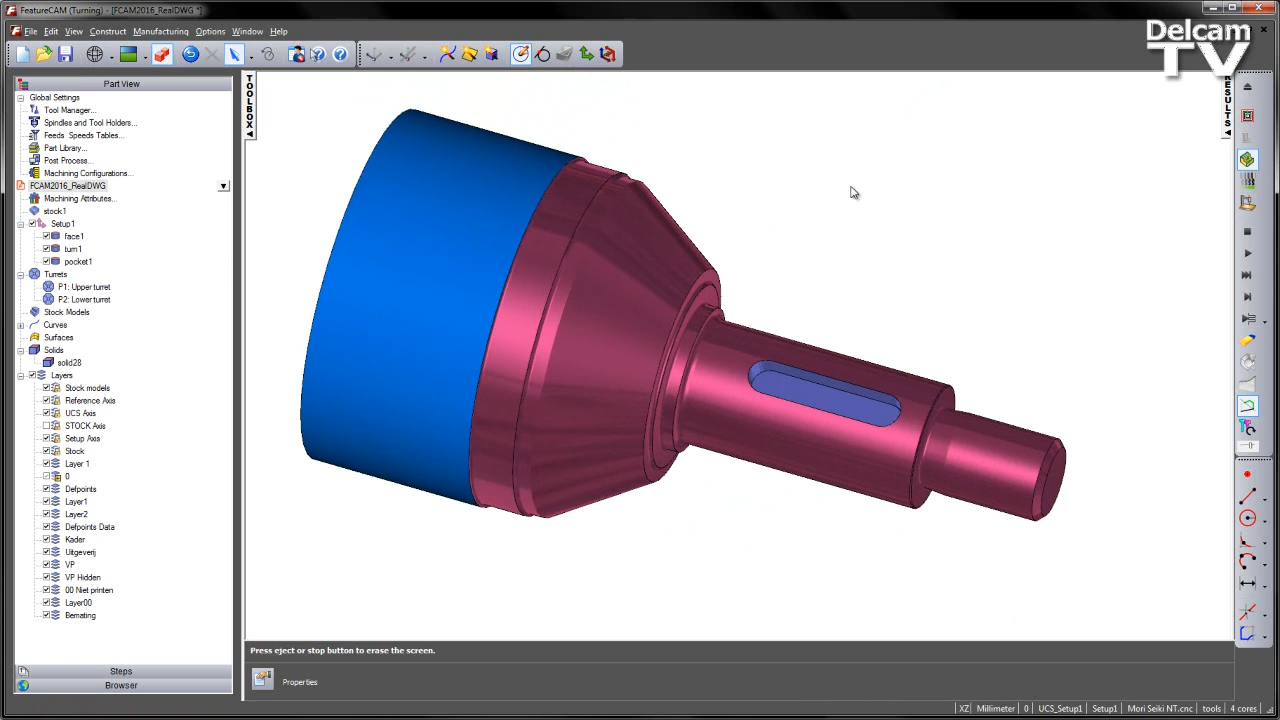 FeatureCAM (Turning) - [FCAM2016_RealDWG *]
File Edit View Construct Manufacturing Options Window Help
Delcam
TV
Part View
TOOLBOX
RESULTS
Global Settings
Tool Manager...
Spindles and Tool Holders...
Feeds Speeds Tables...
Part Library...
Post Process...
Machining Configurations...
FCAM2016_RealDWG
Machining Attributes...
stock1
Setup1
face1
turn1
pocket1
Turrets
P1: Upper turret
P2: Lower turret
Stock Models
Curves
Surfaces
Solids
solid28
Layers
Stock models
Reference Axis
UCS Axis
STOCK Axis
Setup Axis
Stock
Layer 1
0
Defpoints
Layer1
Layer2
Defpoints Data
Kader
Uitgeverij
VP
VP Hidden
00 Niet printen
Layer00
Bemating
Press eject or stop button to erase the screen.
Steps
Properties
Browser
XZ Millimeter 0 UCS_Setup1 Setup1 Mori Seiki NT.cnc tools 4 cores